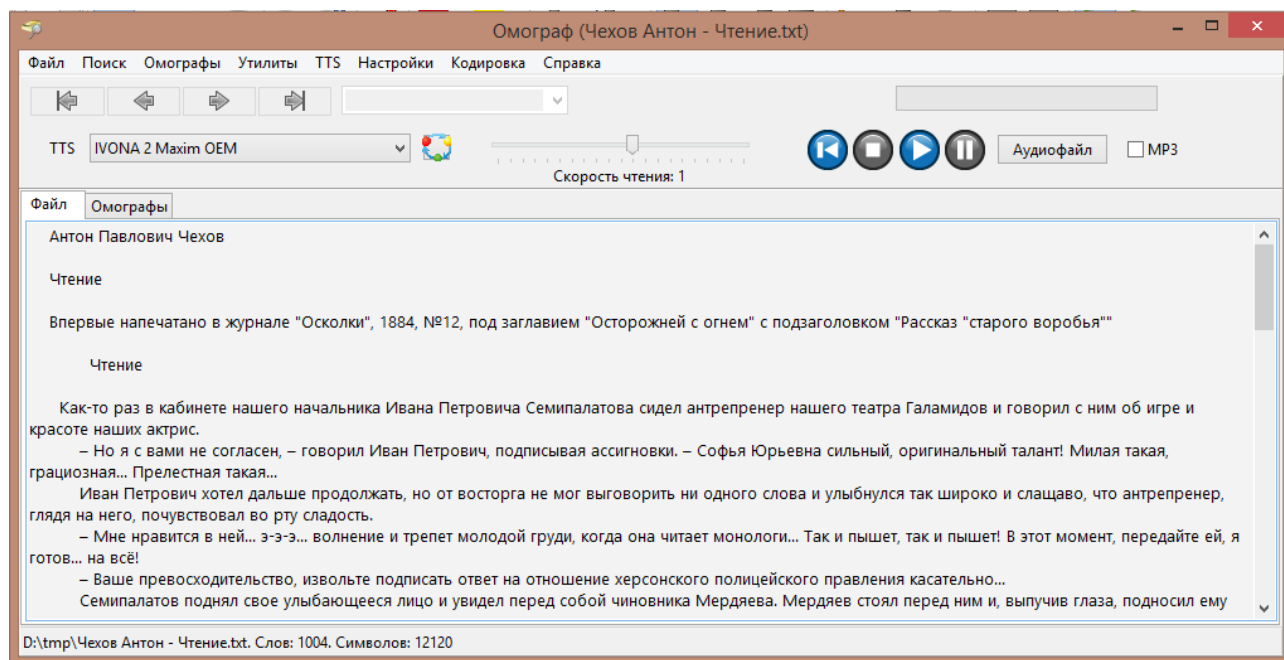 Омограф (Чехов Антон - Чтение.txt)
Файл Поиск Омографы Утилиты TTS Настройки Кодировка Справка
TTS IVONA 2 Maxim OEM Аудиофайл MP3
Скорость чтения: 1
Файл Омографы
Антон Павлович Чехов
Чтение
Впервые напечатано в журнале "Осколки", 1884, №12, под заглавием "Осторожней с огнем" с подзаголовком "Рассказ "старого воробья""
Чтение
Как-то раз в кабинете нашего начальника Ивана Петровича Семипалатова сидел антрепренер нашего театра Галамидов и говорил с ним об игре и
красоте наших актрис.
– Но я с вами не согласен, – говорил Иван Петрович, подписывая ассигновки. – Софья Юрьевна сильный, оригинальный талант! Милая такая,
грациозная... Прелестная такая...
Иван Петрович хотел дальше продолжать, но от восторга не мог выговорить ни одного слова и улыбнулся так широко и слащаво, что антрепренер,
глядя на него, почувствовал во рту сладость.
– Мне нравится в ней... э-э-э... волнение и трепет молодой груди, когда она читает монологи... Так и пышет, так и пышет! В этот момент, передайте ей, я
готов... на всё!
– Ваше превосходительство, извольте подписать ответ на отношение херсонского полицейского правления касательно...
Семипалатов поднял свое улыбающееся лицо и увидел перед собой чиновника Мердяева. Мердяев стоял перед ним и, выпучив глаза, подносил ему
D:\tmp\Чехов Антон - Чтение.txt. Слов: 1004. Символов: 12120